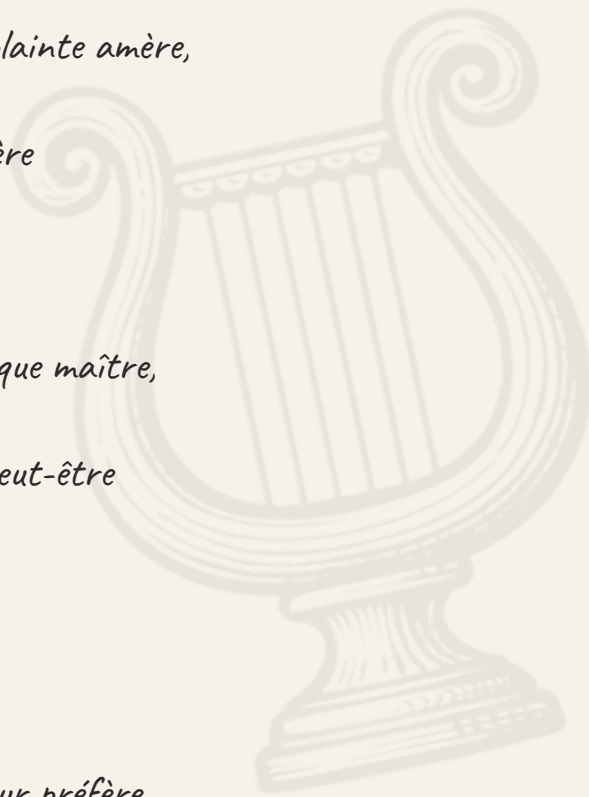 lainte amère,
ère
que maître,
eut-être
ur préfère